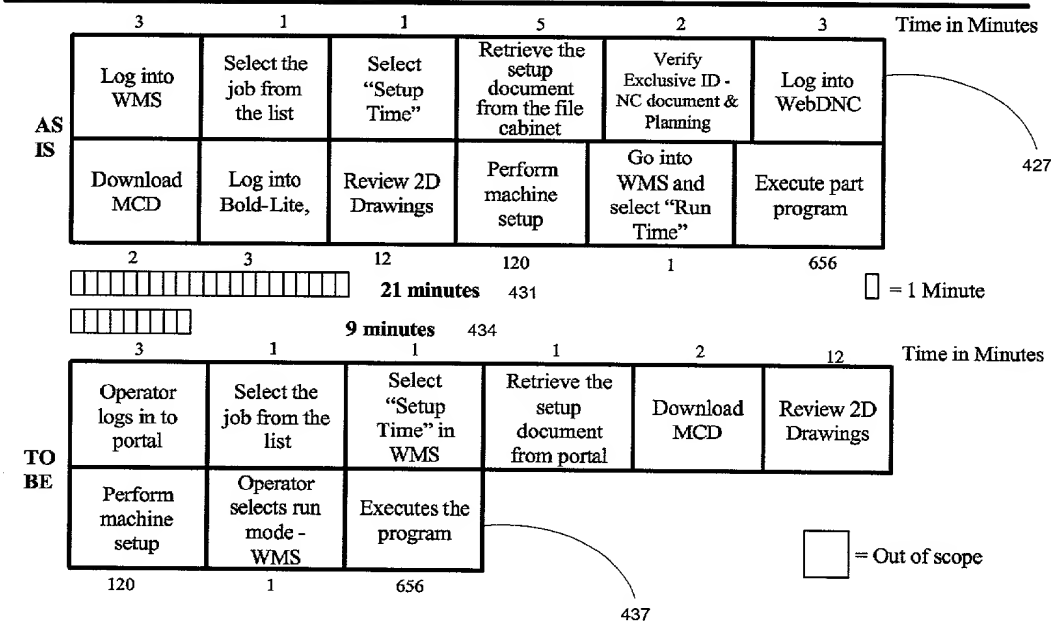 3 1 1 5 2 3 Time in Minutes
AS
IS
Log into
WMS
Select the
job from
the list
Select
“Setup
Time”
Retrieve the
setup
document
from the file
cabinet
Verify
Exclusive ID -
NC document &
Planning
Log into
WebDNC
427
Download
MCD
Log into
Bold-Lite,
Review 2D
Drawings
Perform
machine
setup
Go into
WMS and
select “Run
Time”
Execute part
program
2 3 12 120 1 656
21 minutes 431
= 1 Minute
9 minutes 434
3 1 1 1 2 12 Time in Minutes
TO
BE
Operator
logs in to
portal
Select the
job from the
list
Select
“Setup
Time” in
WMS
Retrieve the
setup
document
from portal
Download
MCD
Review 2D
Drawings
Perform
machine
setup
Operator
selects run
mode -
WMS
Executes the
program
= Out of scope
120 1 656
437